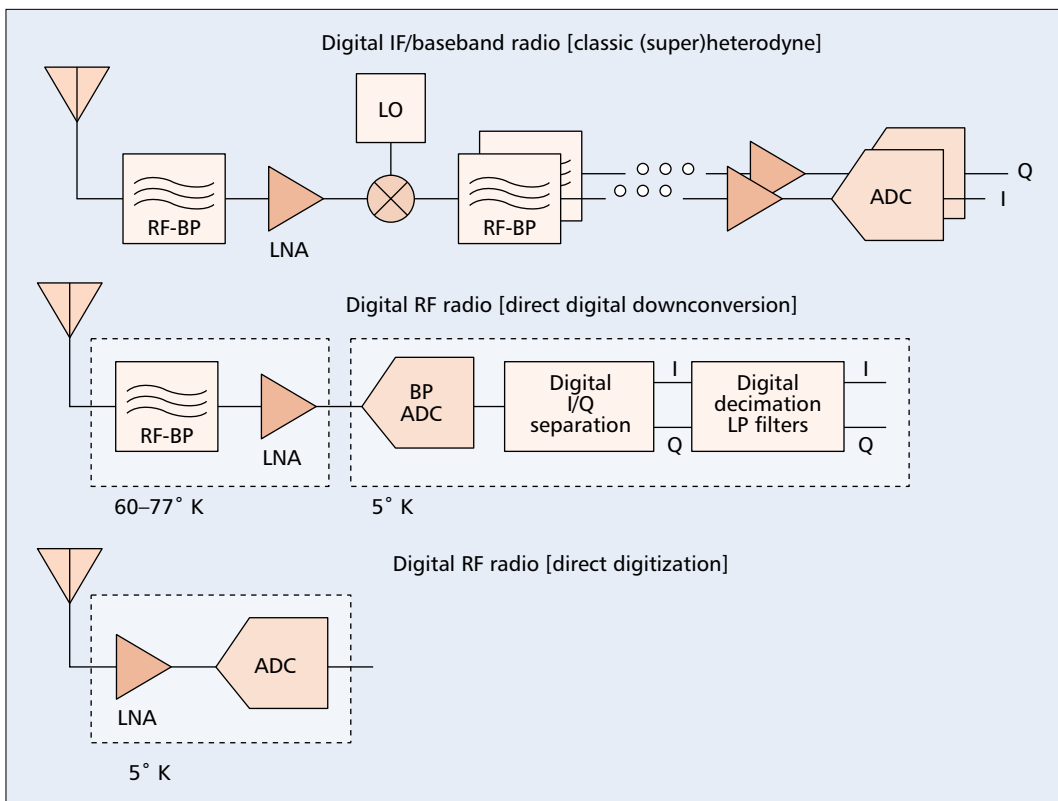 Digital IF/baseband radio [classic (super)heterodyne]
LO
RF-BP
LNA
RF-BP
ADC
Q
I
Digital RF radio [direct digital downconversion]
RF-BP
LNA
60–77˚ K
BP
ADC
Digital
I/Q
separation
I
Q
Digital
decimation
LP filters
I
Q
5˚ K
Digital RF radio [direct digitization]
LNA
ADC
5˚ K